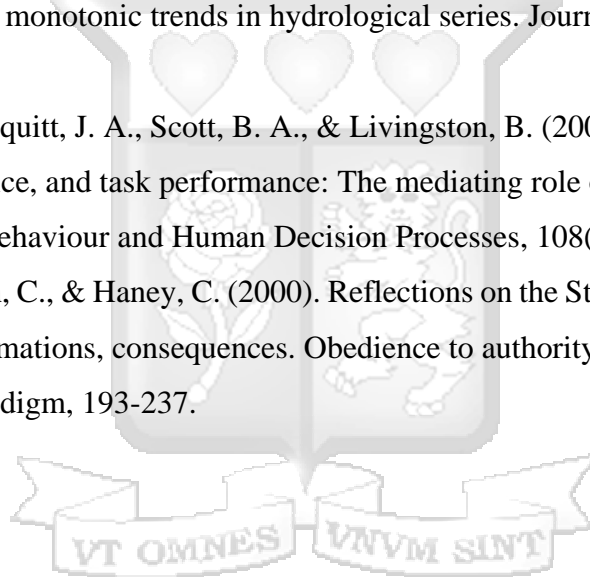 monotonic trends in hydrological series. Journ
quitt, J. A., Scott, B. A., & Livingston, B. (200
ce, and task performance: The mediating role
ehaviour and Human Decision Processes, 108(
, C., & Haney, C. (2000). Reflections on the St
mations, consequences. Obedience to authority
digm, 193-237.
VT OMNES VNVM SINT